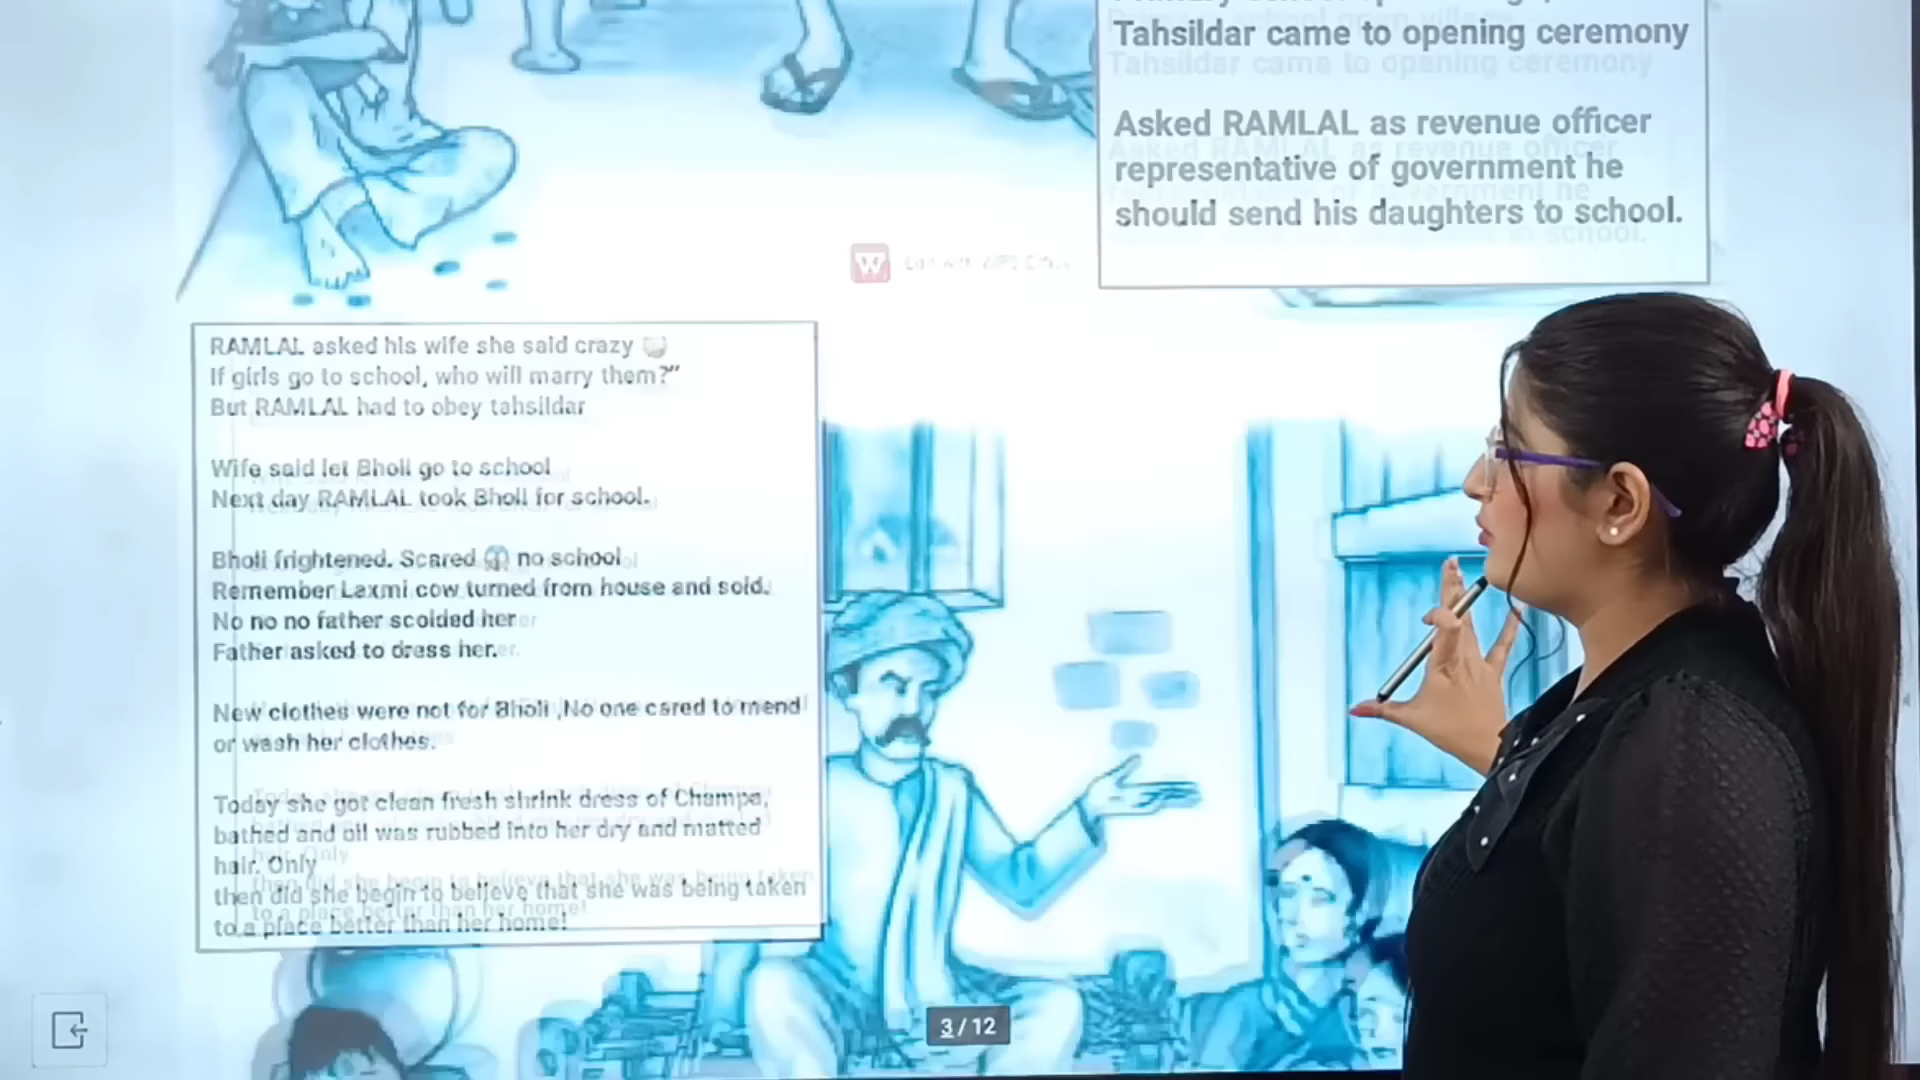 Tahsildar came to opening ceremony
Asked RAMLAL as revenue officer
representative of government he
should send his daughters to school.
RAMLAL asked his wife she said crazy
If girls go to school, who will marry them?"
But RAMLAL had to obey tahsildar
Wife said let Bholi go to school
Next day RAMLAL took Bholi for school.
Bholi frightened. Scared no school
Remember Laxmi cow turned from house and sold.
No no no father scolded her
Father asked to dress her.
New clothes were not for Bholi ,No one cared to mend
or wash her clothes.
Today she got clean fresh shrink dress of Champa,
bathed and oil was rubbed into her dry and matted
hair. Only
then did she begin to believe that she was being taken
to a place better than her home!
3 / 12